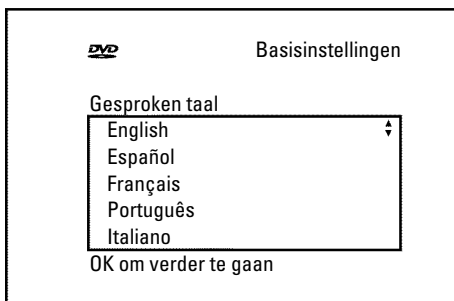 DVD
Basisinstellingen
Gesproken taal
English
Español
Français
Português
Italiano
OK om verder te gaan